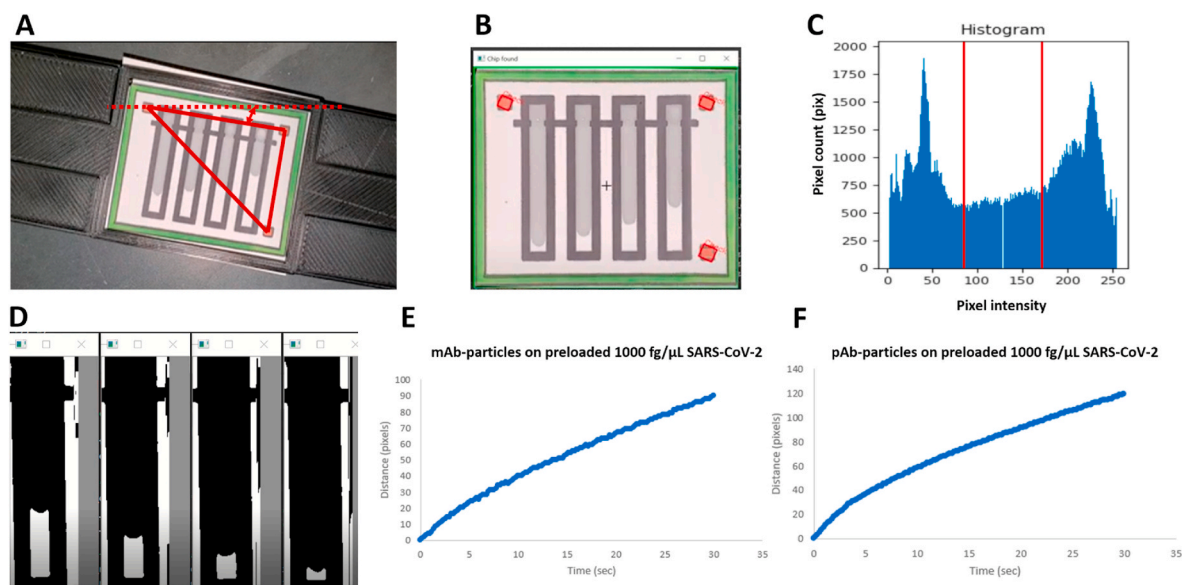 A
B
C
Chip found
Histogram
Pixel count (pix)
2000
1750
1500
1250
1000
750
500
250
0
0 50 100 150 200 250
Pixel intensity
D
E
F
mAb-particles on preloaded 1000 fg/µL SARS-CoV-2
Distance (pixels)
100
90
80
70
60
50
40
30
20
10
0
0 5 10 15 20 25 30 35
Time (sec)
pAb-particles on preloaded 1000 fg/µL SARS-CoV-2
Distance (pixels)
140
120
100
80
60
40
20
0
0 5 10 15 20 25 30 35
Time (sec)